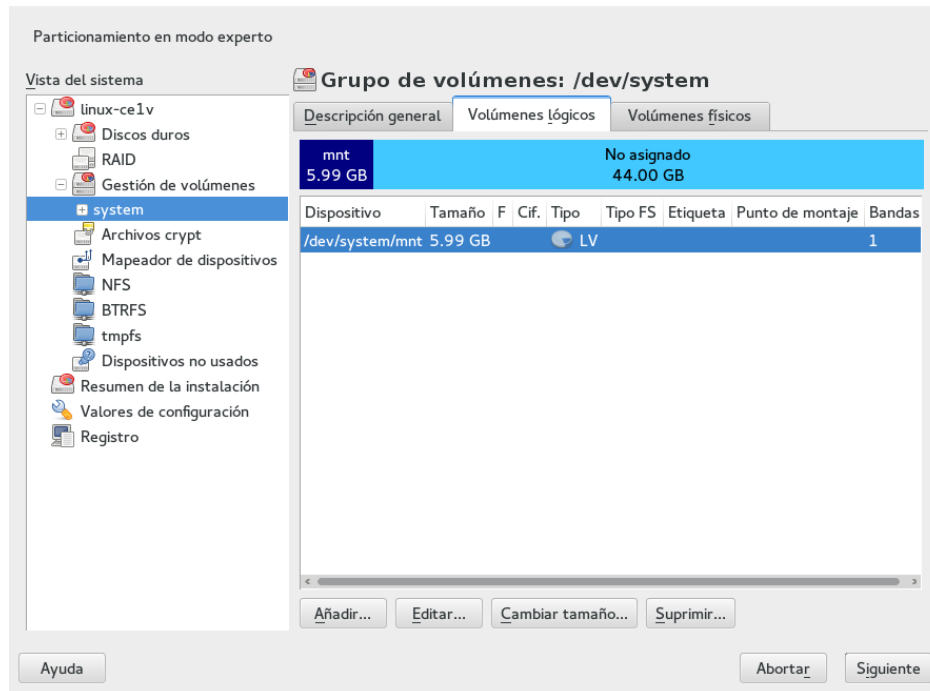 Particionamiento en modo experto
Vista del sistema
linux-ce1v
Discos duros
RAID
Gestión de volúmenes
system
Archivos crypt
Mapeador de dispositivos
NFS
BTRFS
tmpfs
Dispositivos no usados
Resumen de la instalación
Valores de configuración
Registro
Grupo de volúmenes: /dev/system
Descripción general Volúmenes lógicos Volúmenes físicos
mnt No asignado
5.99 GB 44.00 GB
Dispositivo Tamaño F Cif. Tipo Tipo FS Etiqueta Punto de montaje Bandas
/dev/system/mnt 5.99 GB LV 1
Añadir... Editar... Cambiar tamaño... Suprimir...
Ayuda Abortar Siguiente